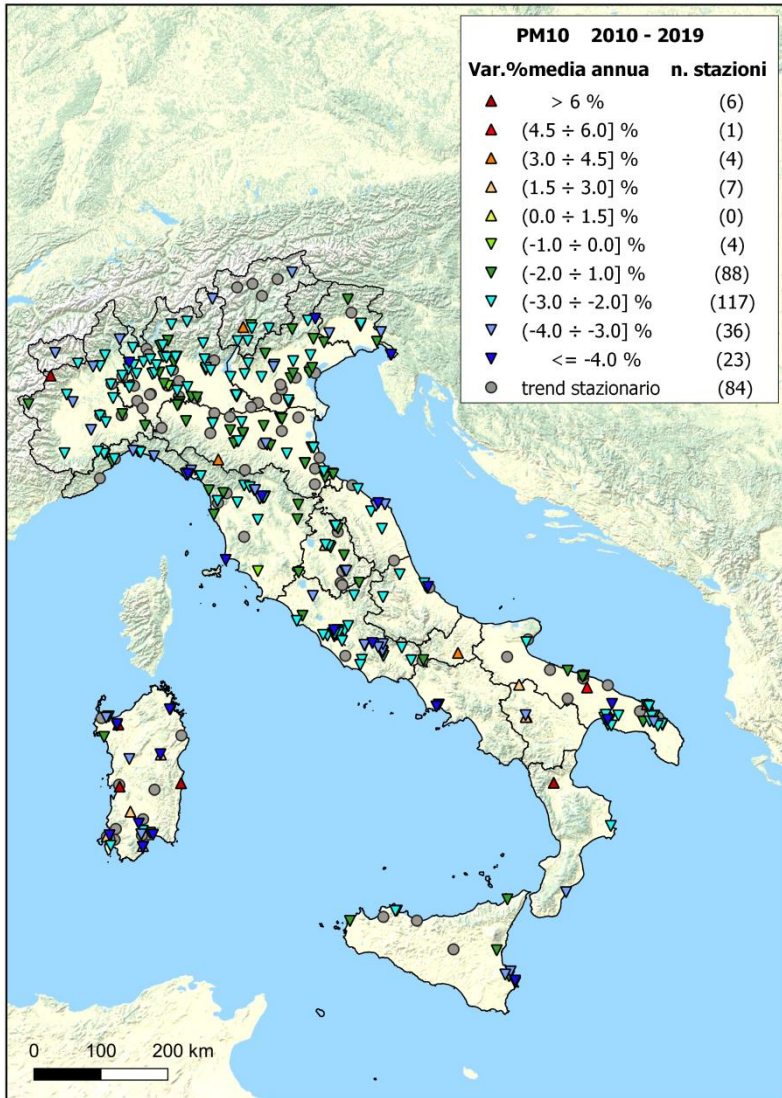 PM10 2010 - 2019
Var.%media annua n. stazioni
> 6 % (6)
(4.5 ÷ 6.0] % (1)
(3.0 ÷ 4.5] % (4)
(1.5 ÷ 3.0] % (7)
(0.0 ÷ 1.5] % (0)
(-1.0 ÷ 0.0] % (4)
(-2.0 ÷ 1.0] % (88)
(-3.0 ÷ -2.0] % (117)
(-4.0 ÷ -3.0] % (36)
<= -4.0 % (23)
trend stazionario (84)
0 100 200 km